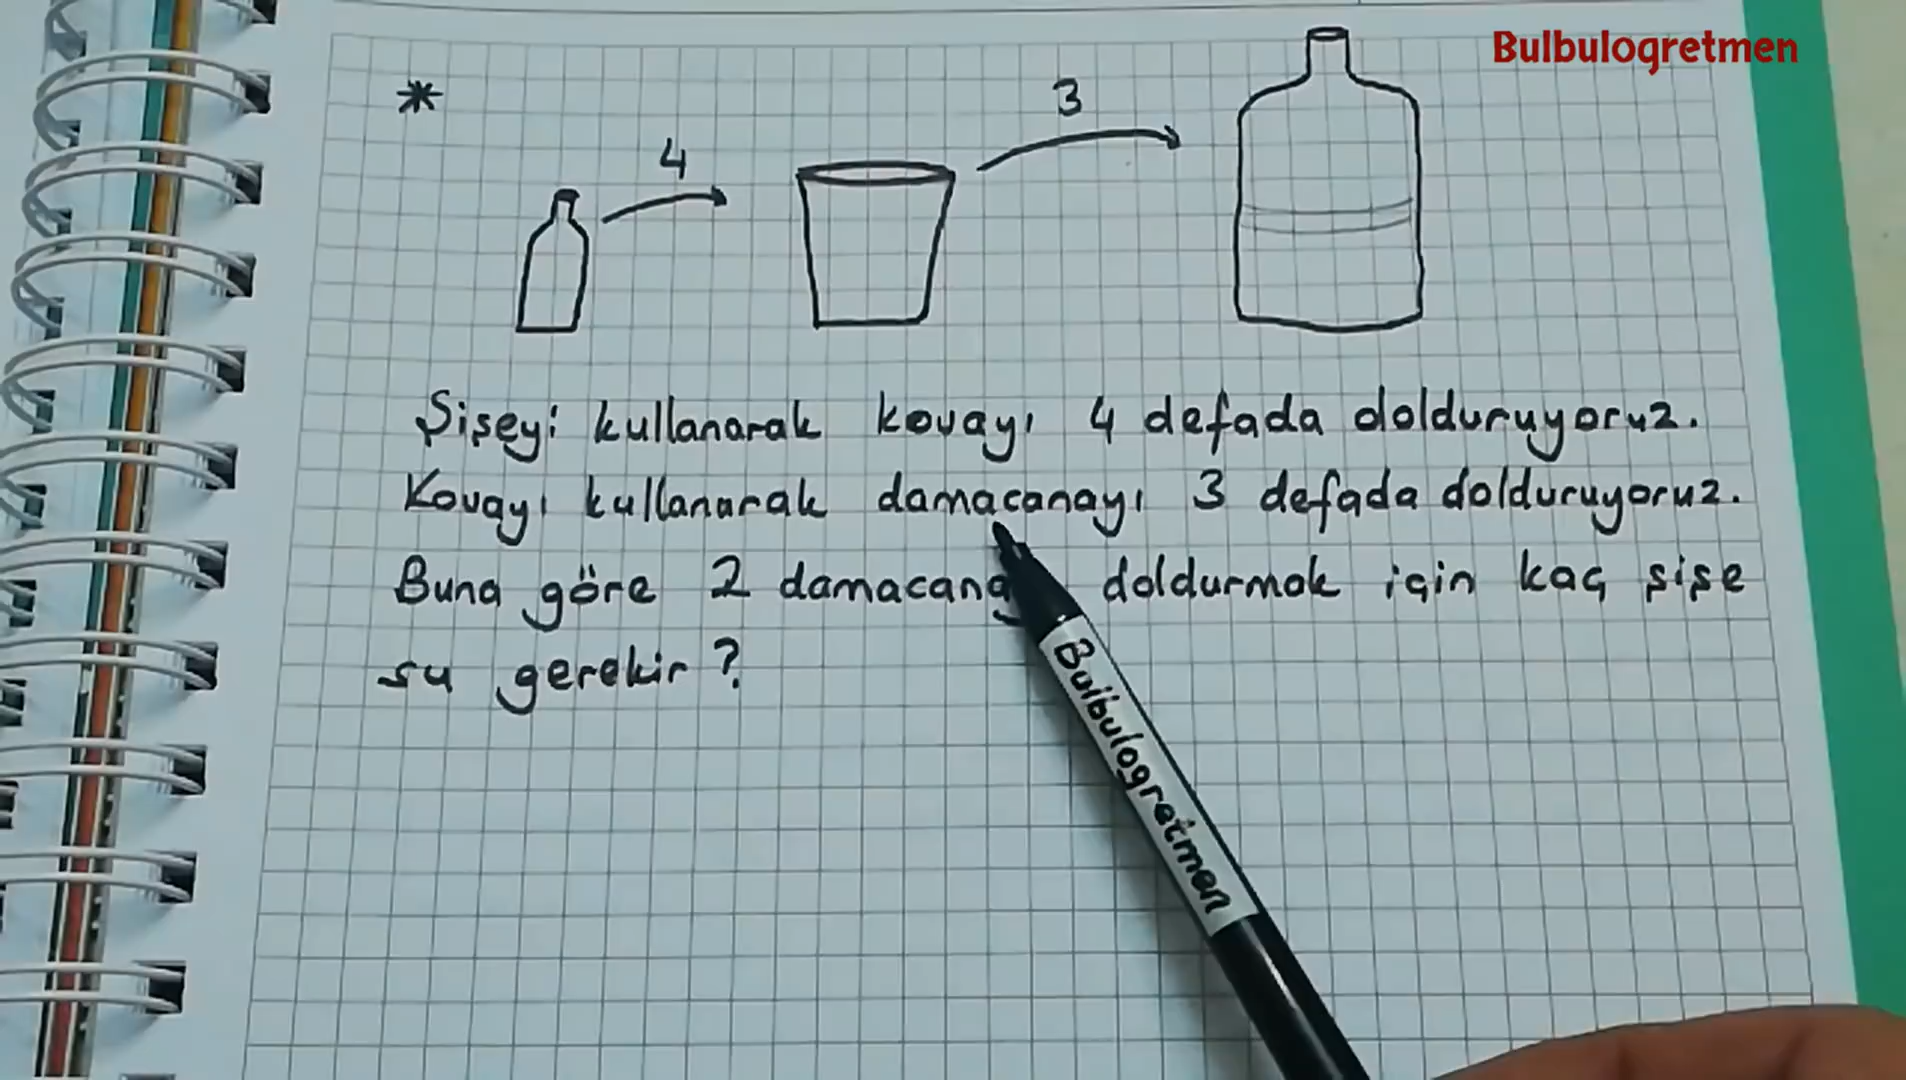 Bulbulogretmen
*
4
3
Şişeyi kullanarak kovayı 4 defada dolduruyoruz.
Kovayı kullanarak damacanayı 3 defada dolduruyoruz.
Buna göre 2 doldurmak için kaç şişe
su gerekir?
Bulbulogretmen